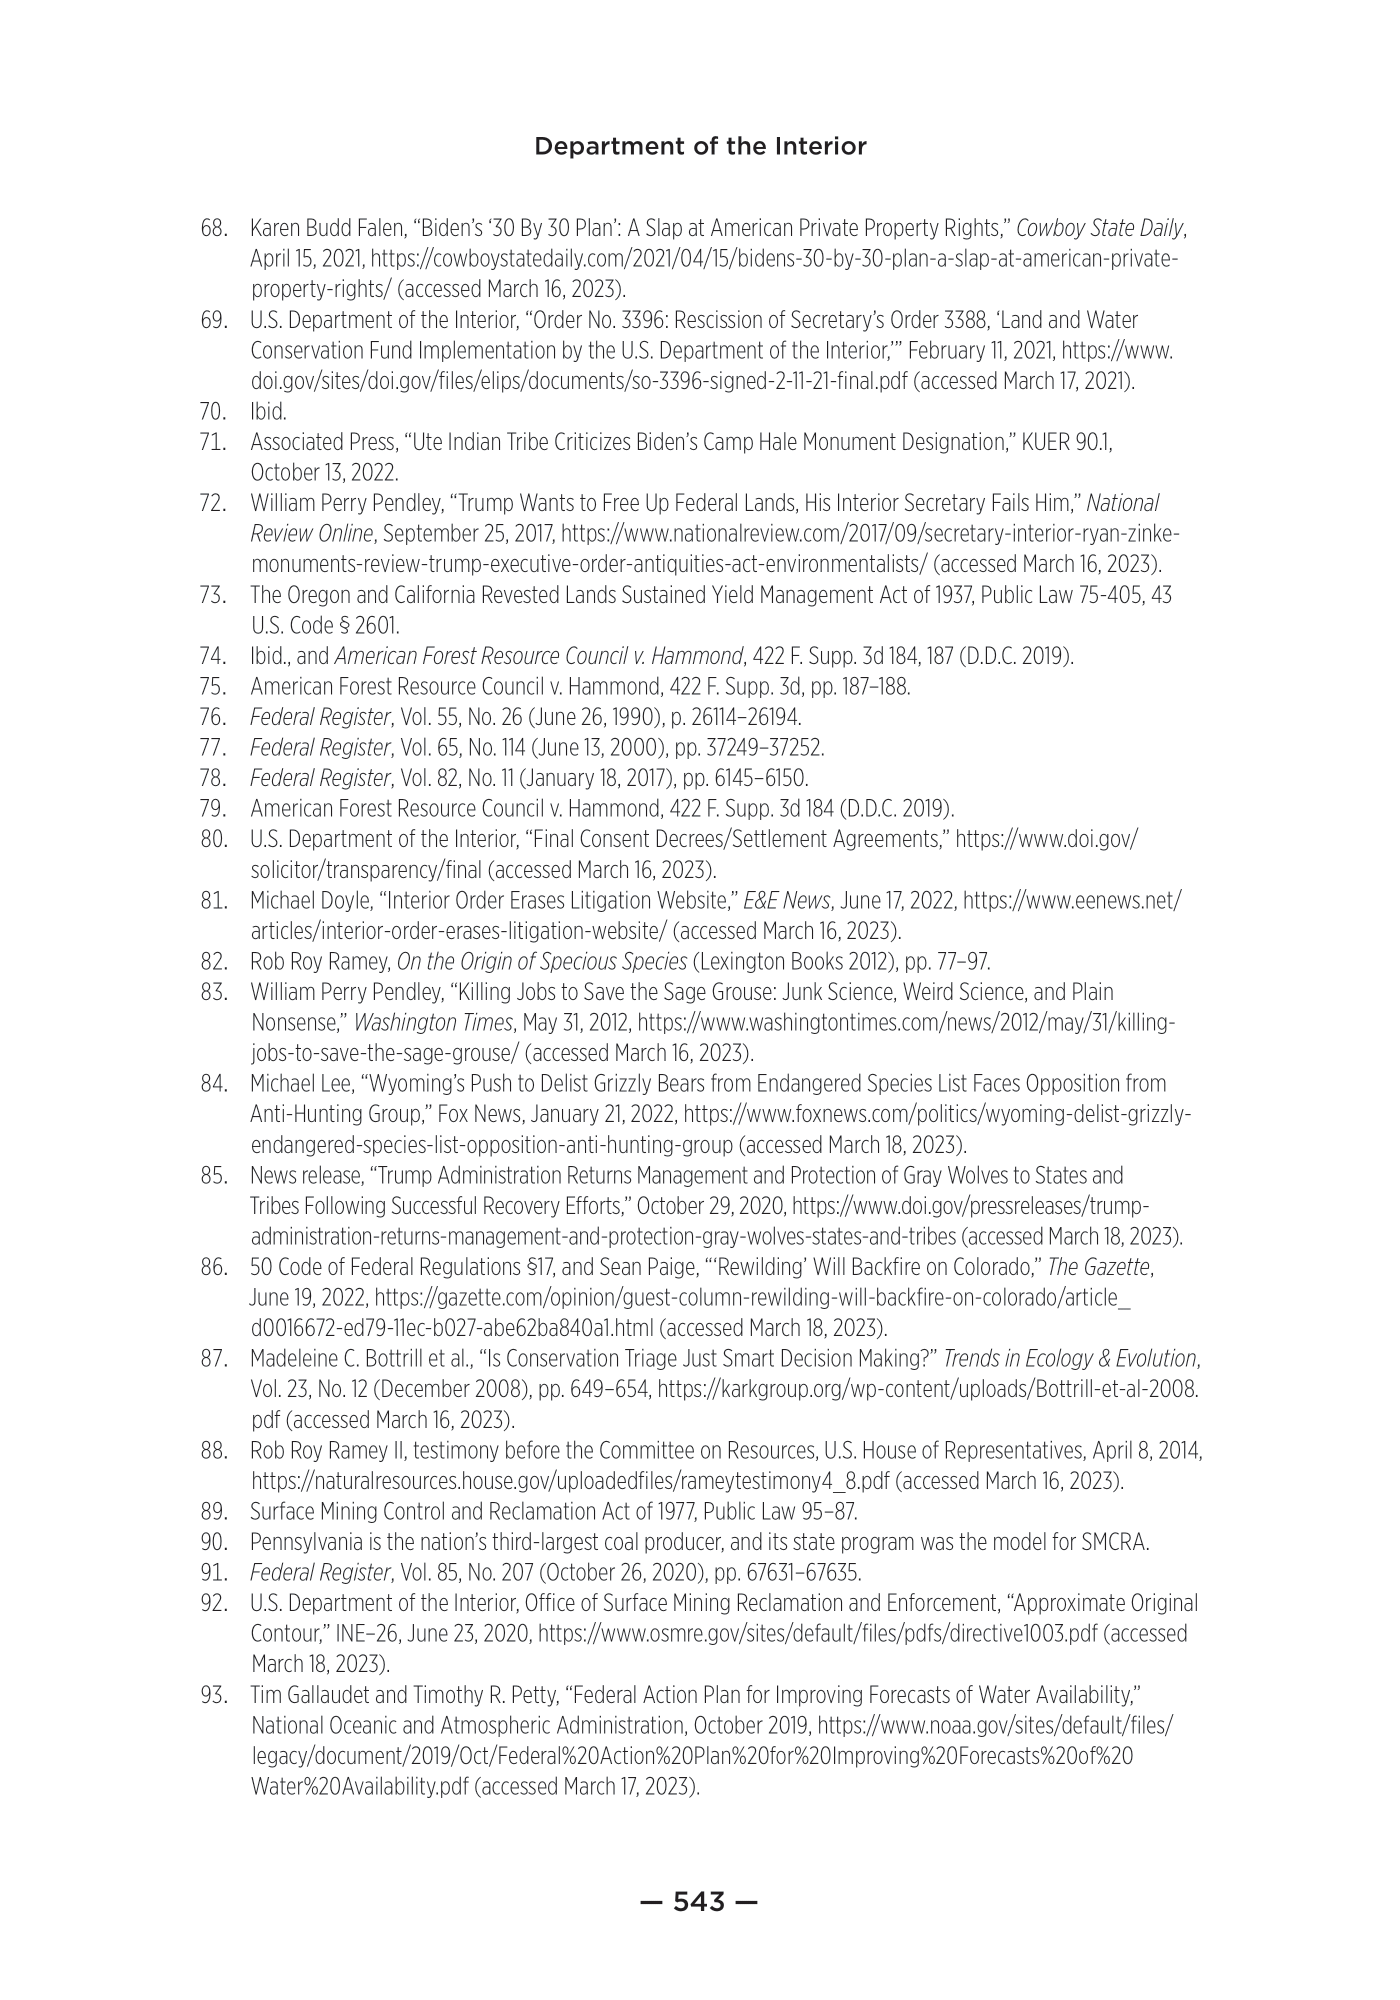 Department of the Interior
68. Karen Budd Falen, “Biden’s ‘30 By 30 Plan’: A Slap at American Private Property Rights,” Cowboy State Daily,
April 15, 2021, https://cowboystatedaily.com/2021/04/15/bidens-30-by-30-plan-a-slap-at-american-private-
property-rights/ (accessed March 16, 2023).
69. U.S. Department of the Interior, “Order No. 3396: Rescission of Secretary’s Order 3388, ‘Land and Water
Conservation Fund Implementation by the U.S. Department of the Interior,’” February 11, 2021, https://www.
doi.gov/sites/doi.gov/files/elips/documents/so-3396-signed-2-11-21-final.pdf (accessed March 17, 2021).
70. Ibid.
71. Associated Press, “Ute Indian Tribe Criticizes Biden’s Camp Hale Monument Designation,” KUER 90.1,
October 13, 2022.
72. William Perry Pendley, “Trump Wants to Free Up Federal Lands, His Interior Secretary Fails Him,” National
Review Online, September 25, 2017, https://www.nationalreview.com/2017/09/secretary-interior-ryan-zinke-
monuments-review-trump-executive-order-antiquities-act-environmentalists/ (accessed March 16, 2023).
73. The Oregon and California Revested Lands Sustained Yield Management Act of 1937, Public Law 75-405, 43
U.S. Code § 2601.
74. Ibid., and American Forest Resource Council v. Hammond, 422 F. Supp. 3d 184, 187 (D.D.C. 2019).
75. American Forest Resource Council v. Hammond, 422 F. Supp. 3d, pp. 187–188.
76. Federal Register, Vol. 55, No. 26 (June 26, 1990), p. 26114–26194.
77. Federal Register, Vol. 65, No. 114 (June 13, 2000), pp. 37249–37252.
78. Federal Register, Vol. 82, No. 11 (January 18, 2017), pp. 6145–6150.
79. American Forest Resource Council v. Hammond, 422 F. Supp. 3d 184 (D.D.C. 2019).
80. U.S. Department of the Interior, “Final Consent Decrees/Settlement Agreements,” https://www.doi.gov/
solicitor/transparency/final (accessed March 16, 2023).
81. Michael Doyle, “Interior Order Erases Litigation Website,” E&E News, June 17, 2022, https://www.eenews.net/
articles/interior-order-erases-litigation-website/ (accessed March 16, 2023).
82. Rob Roy Ramey, On the Origin of Specious Species (Lexington Books 2012), pp. 77–97.
83. William Perry Pendley, “Killing Jobs to Save the Sage Grouse: Junk Science, Weird Science, and Plain
Nonsense,” Washington Times, May 31, 2012, https://www.washingtontimes.com/news/2012/may/31/killing-
jobs-to-save-the-sage-grouse/ (accessed March 16, 2023).
84. Michael Lee, “Wyoming’s Push to Delist Grizzly Bears from Endangered Species List Faces Opposition from
Anti-Hunting Group,” Fox News, January 21, 2022, https://www.foxnews.com/politics/wyoming-delist-grizzly-
endangered-species-list-opposition-anti-hunting-group (accessed March 18, 2023).
85. News release, “Trump Administration Returns Management and Protection of Gray Wolves to States and
Tribes Following Successful Recovery Efforts,” October 29, 2020, https://www.doi.gov/pressreleases/trump-
administration-returns-management-and-protection-gray-wolves-states-and-tribes (accessed March 18, 2023).
86. 50 Code of Federal Regulations §17, and Sean Paige, “‘Rewilding’ Will Backfire on Colorado,” The Gazette,
June 19, 2022, https://gazette.com/opinion/guest-column-rewilding-will-backfire-on-colorado/article_
d0016672-ed79-11ec-b027-abe62ba840a1.html (accessed March 18, 2023).
87. Madeleine C. Bottrill et al., “Is Conservation Triage Just Smart Decision Making?” Trends in Ecology & Evolution,
Vol. 23, No. 12 (December 2008), pp. 649–654, https://karkgroup.org/wp-content/uploads/Bottrill-et-al-2008.
pdf (accessed March 16, 2023).
88. Rob Roy Ramey II, testimony before the Committee on Resources, U.S. House of Representatives, April 8, 2014,
https://naturalresources.house.gov/uploadedfiles/rameytestimony4_8.pdf (accessed March 16, 2023).
89. Surface Mining Control and Reclamation Act of 1977, Public Law 95–87.
90. Pennsylvania is the nation’s third-largest coal producer, and its state program was the model for SMCRA.
91. Federal Register, Vol. 85, No. 207 (October 26, 2020), pp. 67631–67635.
92. U.S. Department of the Interior, Office of Surface Mining Reclamation and Enforcement, “Approximate Original
Contour,” INE–26, June 23, 2020, https://www.osmre.gov/sites/default/files/pdfs/directive1003.pdf (accessed
March 18, 2023).
93. Tim Gallaudet and Timothy R. Petty, “Federal Action Plan for Improving Forecasts of Water Availability,”
National Oceanic and Atmospheric Administration, October 2019, https://www.noaa.gov/sites/default/files/
legacy/document/2019/Oct/Federal%20Action%20Plan%20for%20Improving%20Forecasts%20of%20
Water%20Availability.pdf (accessed March 17, 2023).
— 543 —